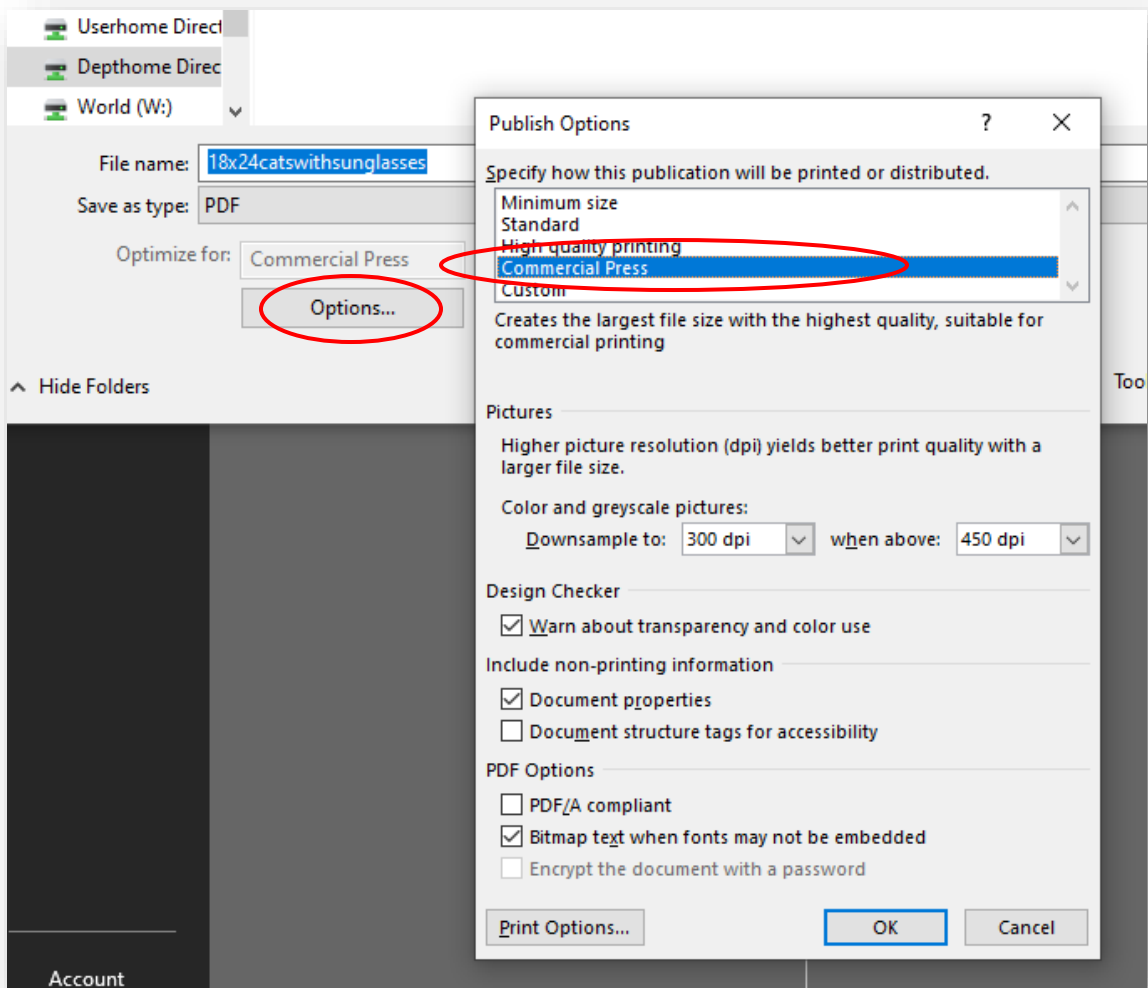 Userhome Direct
Depthome Direc
World (W:)
File name: 18x24catswithsunglasses
Save as type: PDF
Optimize for: Commercial Press
Options...
Hide Folders
Too
Account
Publish Options ?
Specify how this publication will be printed or distributed.
Minimum size
Standard
High quality printing
Commercial Press
Custom
Creates the largest file size with the highest quality, suitable for
commercial printing
Pictures
Higher picture resolution (dpi) yields better print quality with a
larger file size.
Color and greyscale pictures:
Downsample to: 300 dpi when above: 450 dpi
Design Checker
Warn about transparency and color use
Include non-printing information
Document properties
Document structure tags for accessibility
PDF Options
PDF/A compliant
Bitmap text when fonts may not be embedded
Encrypt the document with a password
Print Options... OK Cancel